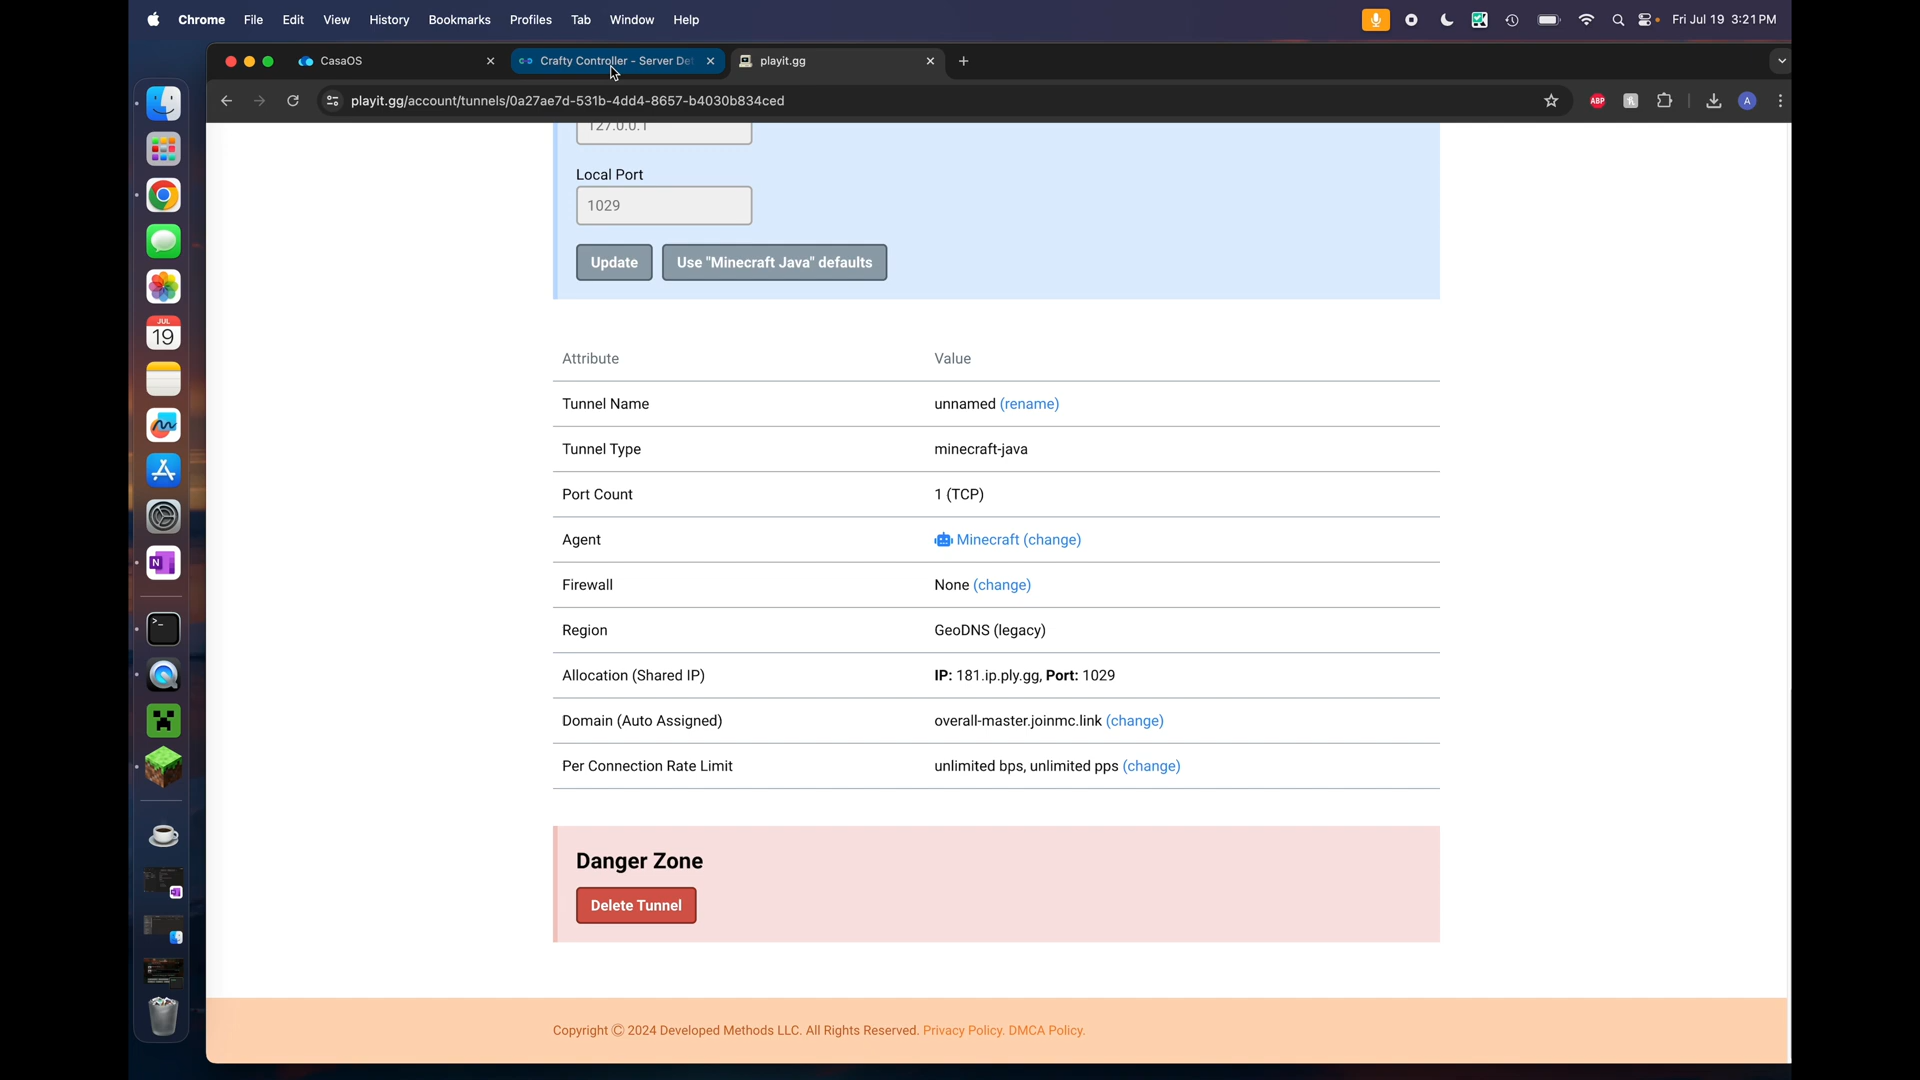 Chrome File Edit View History Bookmarks Profiles Tab Window Help Fri Jul 19 3:21 PM
CasaOS Crafty Controller - Server De playit.gg
playit.gg/account/tunnels/0a27ae7d-531b-4dd4-8657-b4030b834ced ABP A
127.0.0.1
Local Port
1029
Update Use "Minecraft Java" defaults
JUL
19
Attribute Value
Tunnel Name unnamed (rename)
Tunnel Type minecraft-java
Port Count 1 (TCP)
Agent Minecraft (change)
Firewall None (change)
Region GeoDNS (legacy)
Allocation (Shared IP) IP: 181.ip.ply.gg, Port: 1029
Domain (Auto Assigned) overall-master.joinmc.link (change)
Per Connection Rate Limit unlimited bps, unlimited pps (change)
Danger Zone
Delete Tunnel
Copyright © 2024 Developed Methods LLC. All Rights Reserved. Privacy Policy. DMCA Policy.